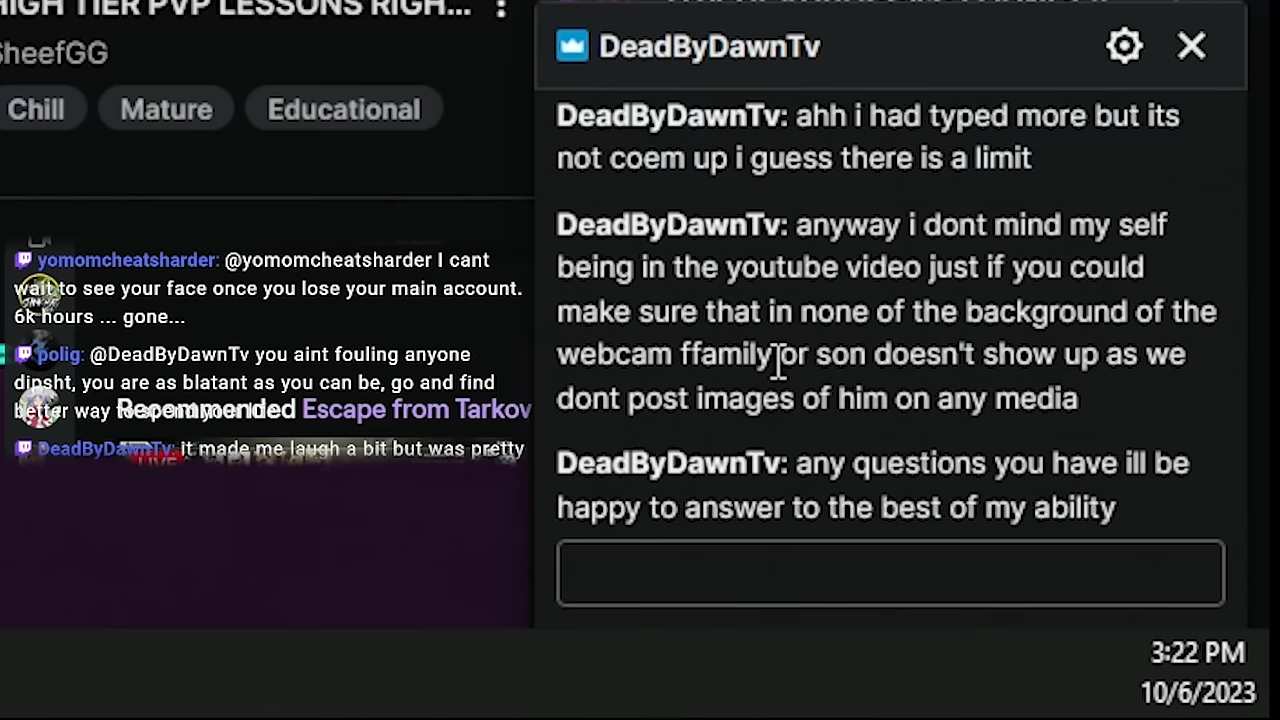 HIGH TIER PVP LESSONS RIGH...
SheefGG
Chill Mature Educational
yomomcheatsharder: @yomomcheatsharder I cant
wait to see your face once you lose your main account.
6k hours ... gone...
polig: @DeadByDawnTv you aint fouling anyone
dipsht, you are as blatant as you can be, go and find
better way to
Recommended Escape from Tarkov
LIVE
DeadByDawnTv: it made me laugh a bit but was pretty
DeadByDawnTv
DeadByDawnTv: ahh i had typed more but its
not coem up i guess there is a limit
DeadByDawnTv: anyway i dont mind my self
being in the youtube video just if you could
make sure that in none of the background of the
webcam ffamily or son doesn't show up as we
dont post images of him on any media
DeadByDawnTv: any questions you have ill be
happy to answer to the best of my ability
3:22 PM
10/6/2023